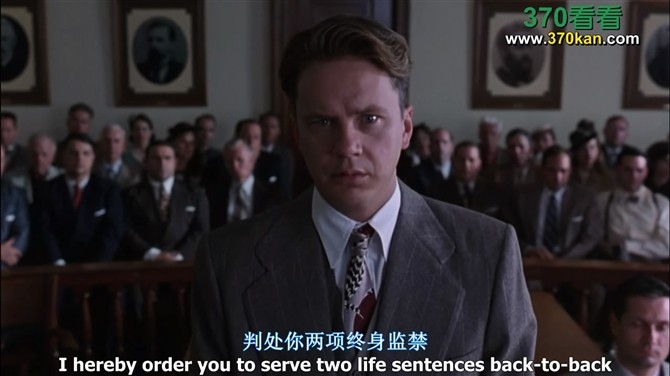 370看看
www.370kan.com
判处你两项终身监禁
I hereby order you to serve two life sentences back-to-back